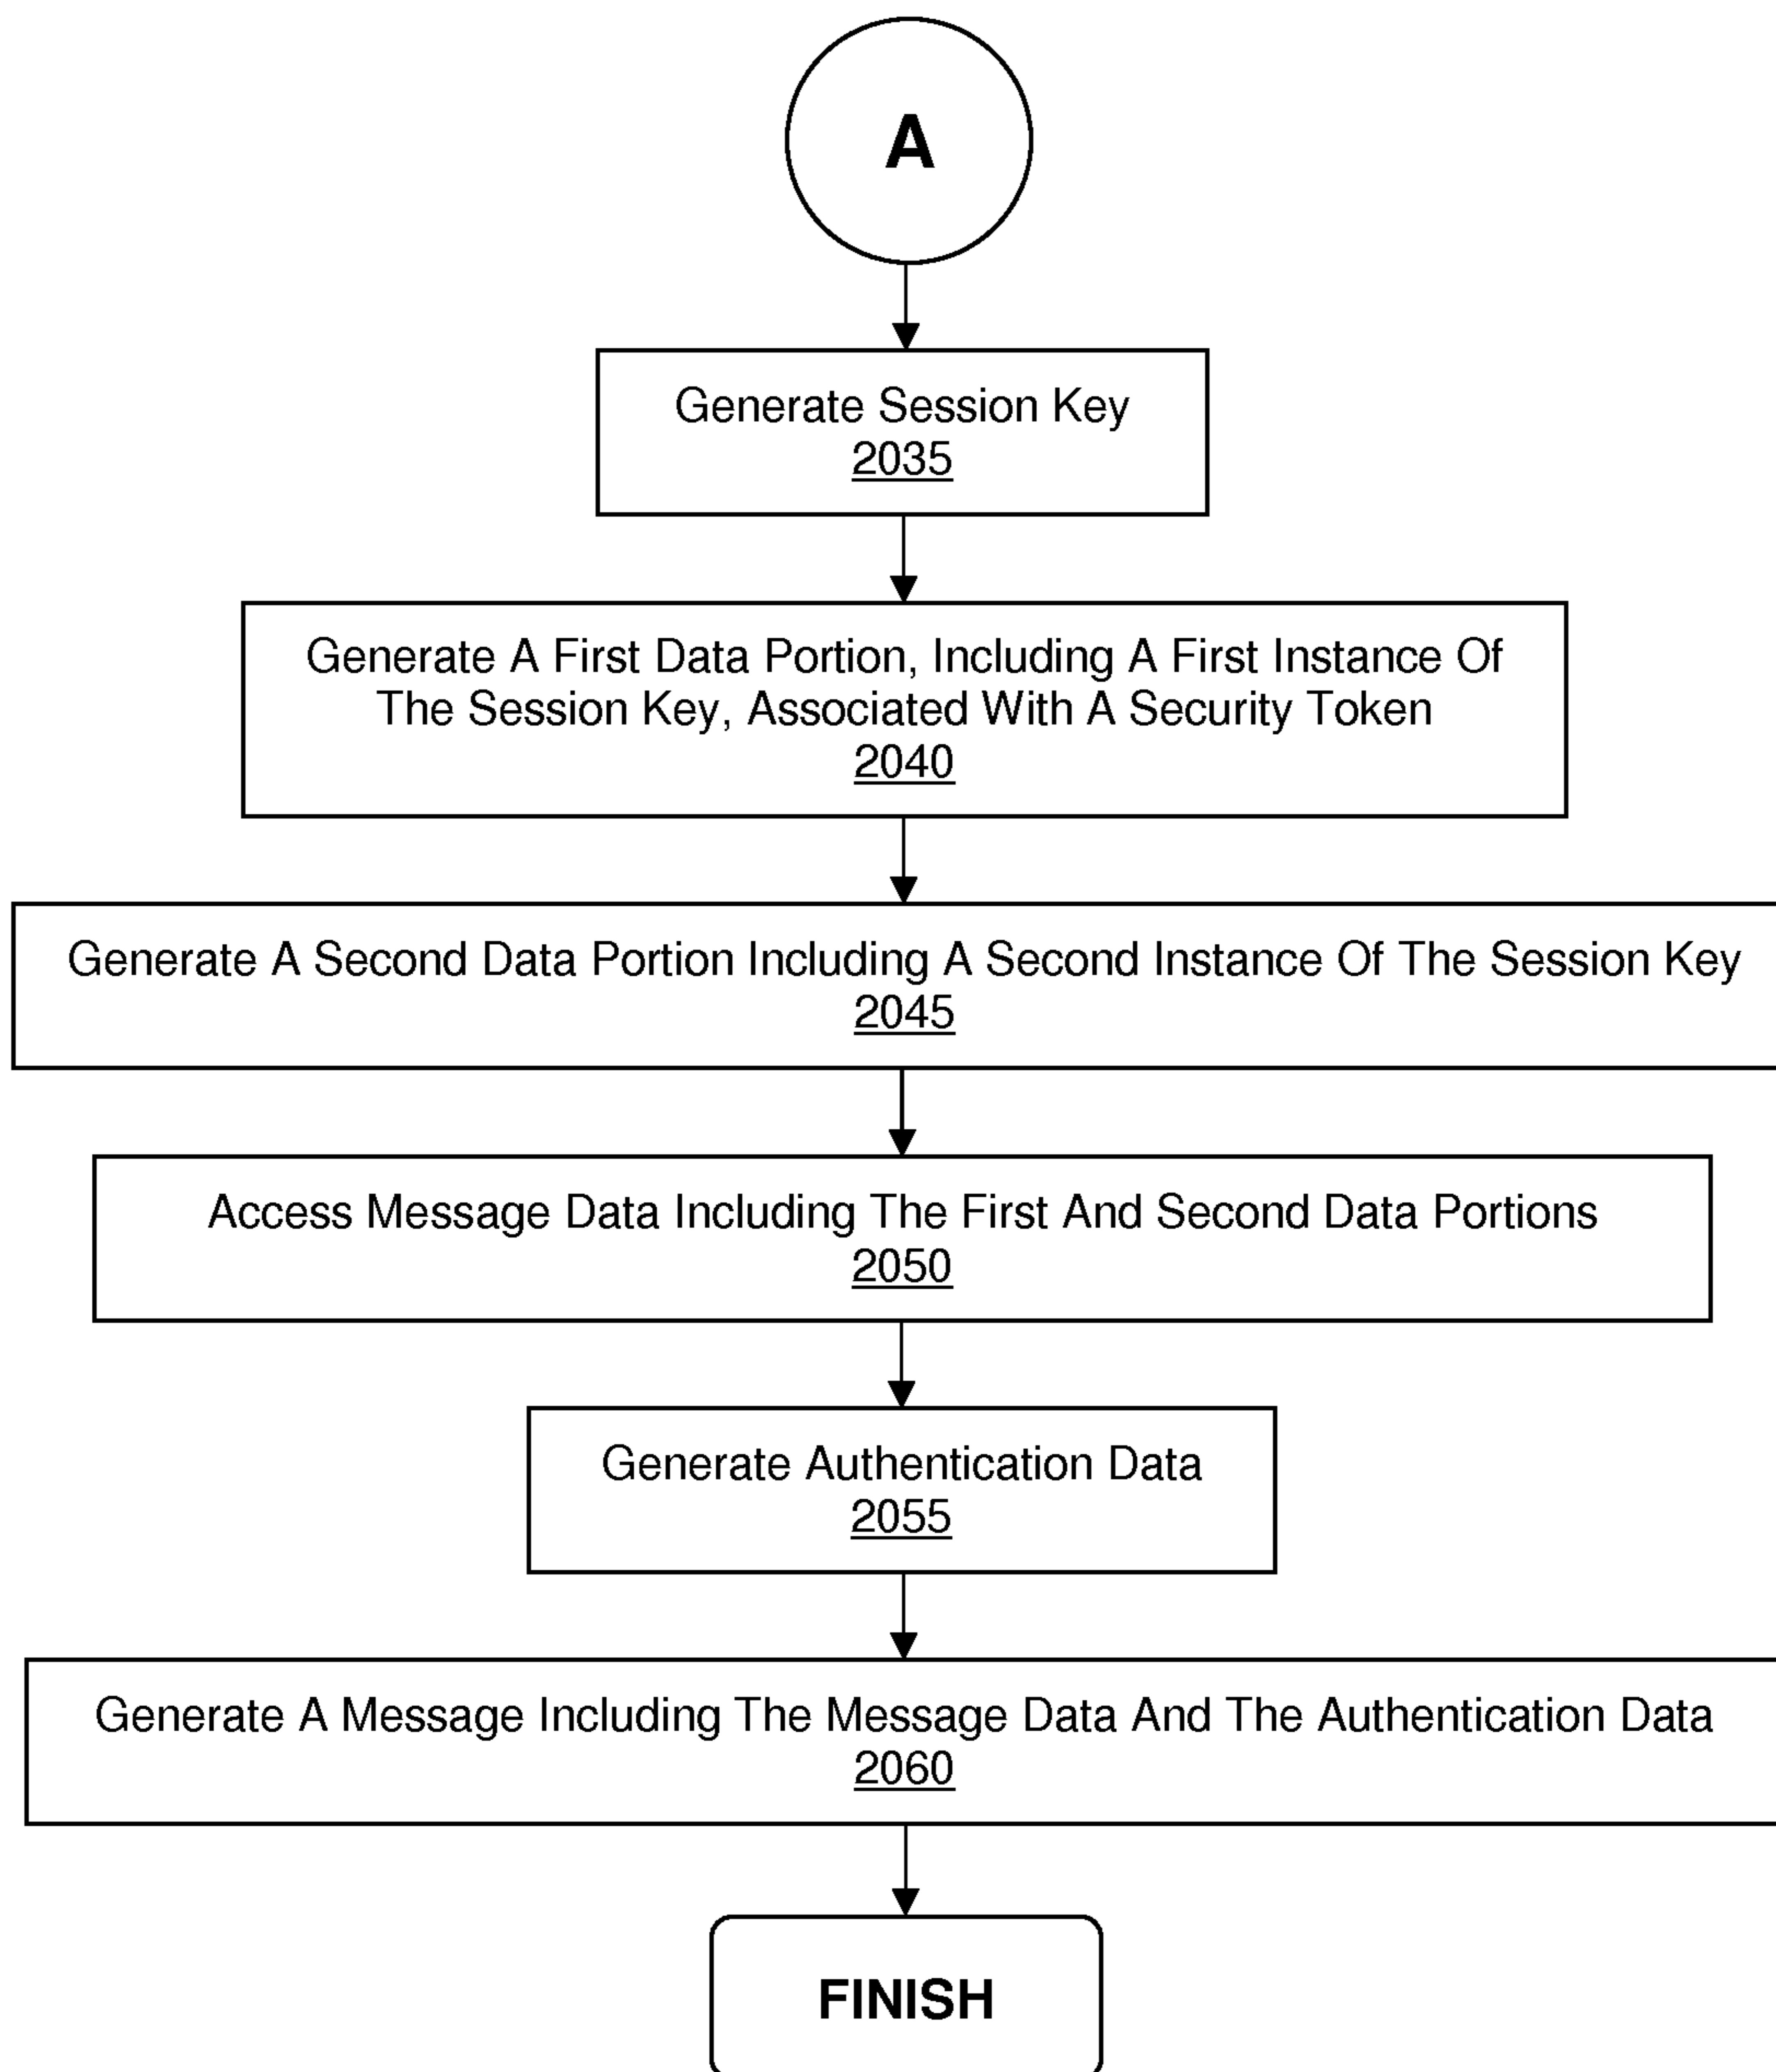 A
Generate Session Key
2035
Generate A First Data Portion, Including A First Instance Of
The Session Key, Associated With A Security Token
2040
Generate A Second Data Portion Including A Second Instance Of The Session Key
2045
Access Message Data Including The First And Second Data Portions
2050
Generate Authentication Data
2055
Generate A Message Including The Message Data And The Authentication Data
2060
FINISH